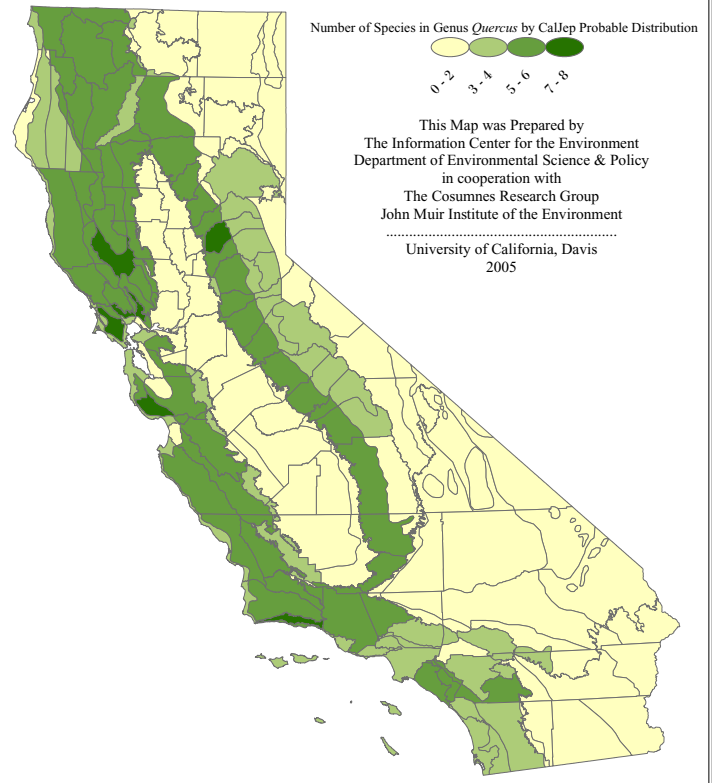 Number of Species in Genus Quercus by CalJep Probable Distribution
0 - 2
3 - 4
5 - 6
7 - 8
This Map was Prepared by
The Information Center for the Environment
Department of Environmental Science & Policy
in cooperation with
The Cosumnes Research Group
John Muir Institute of the Environment
.............................................................
University of California, Davis
2005